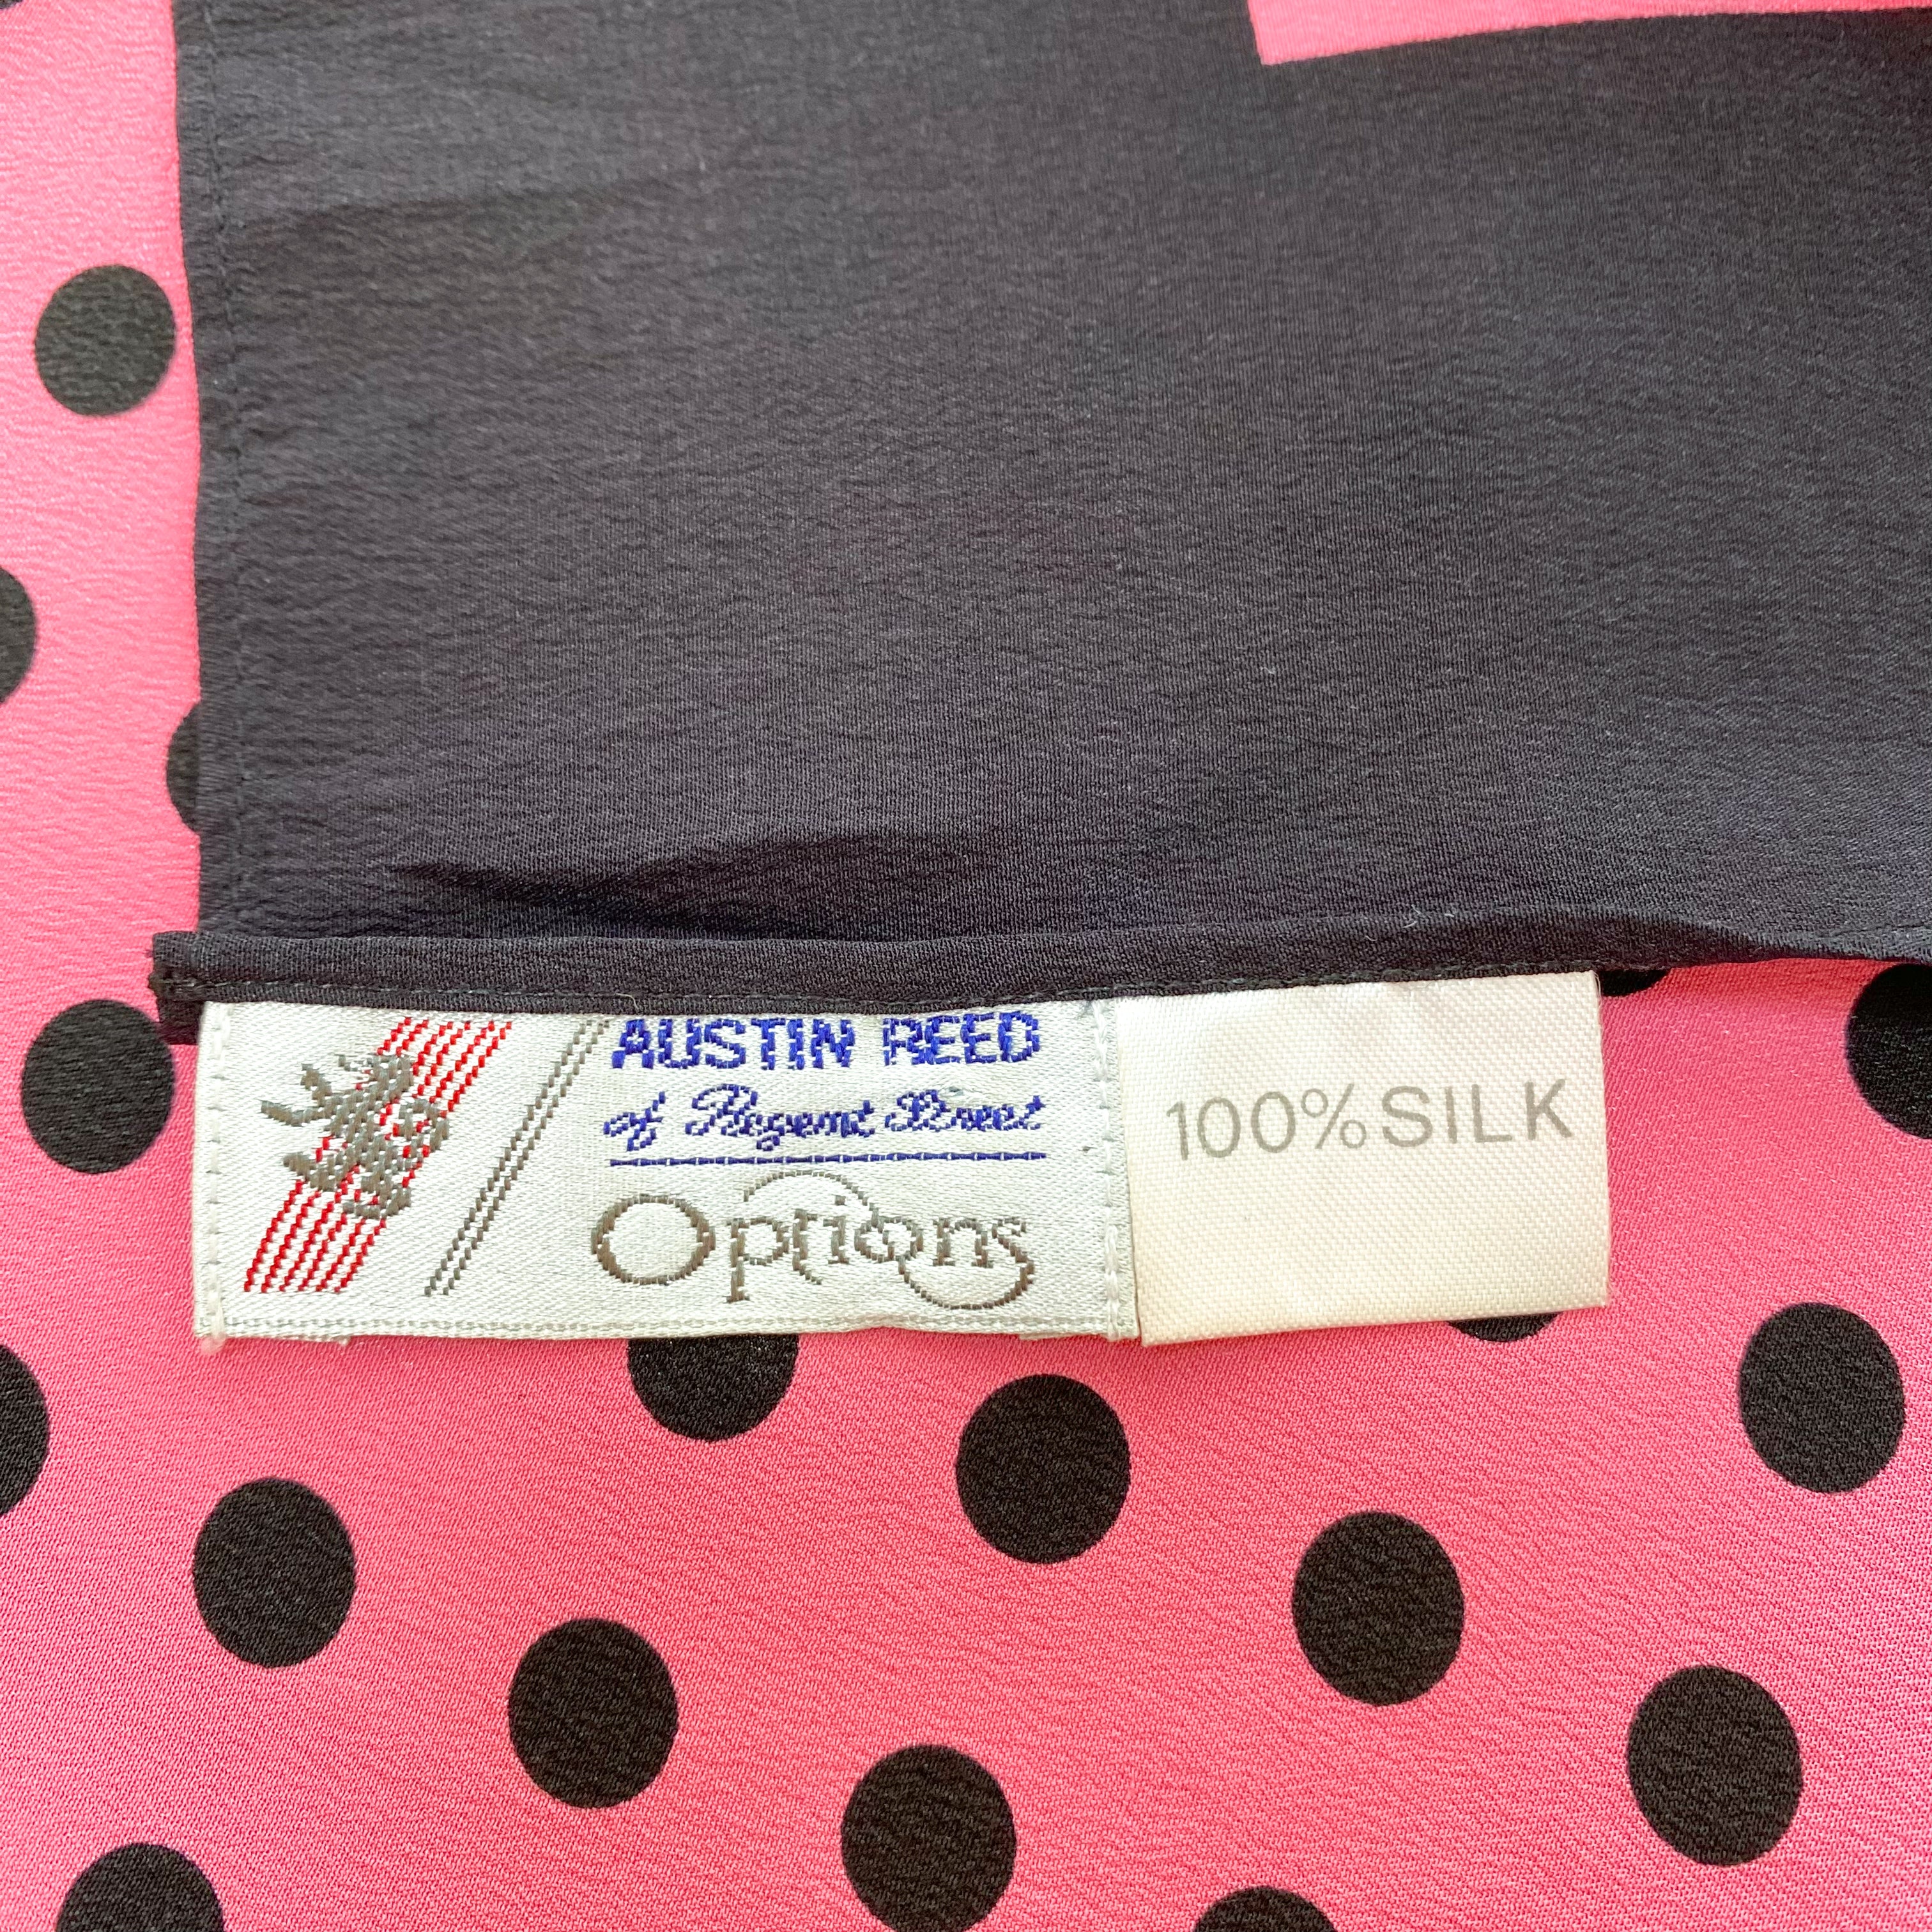 AUSTIN REED
of Regent Street
Options
100% SILK